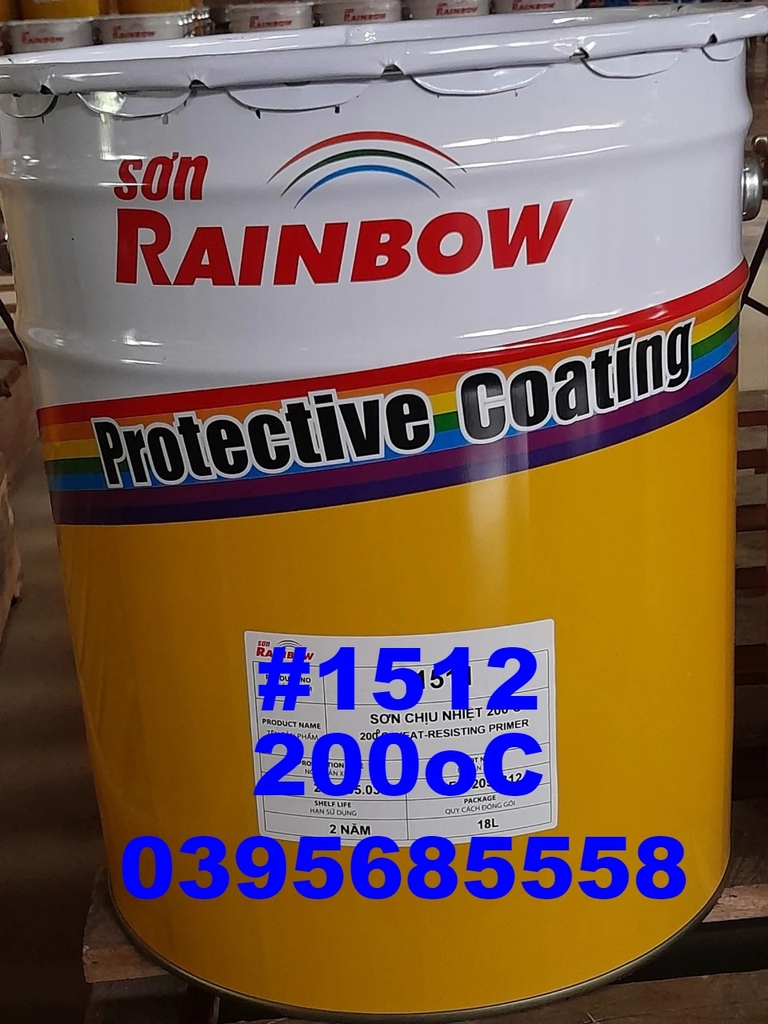 sơn
RAINBOW
Protective Coating
sơn
RAINBOW
#1512
PRODUCT NAME
SƠN CHỊU NHIỆT 200°C
200°C HEAT-RESISTING PRIMER
200oC
SHELF LIFE
HẠN SỬ DỤNG
PACKAGE
QUY CÁCH ĐÓNG GÓI
2 NĂM
18L
0395685558